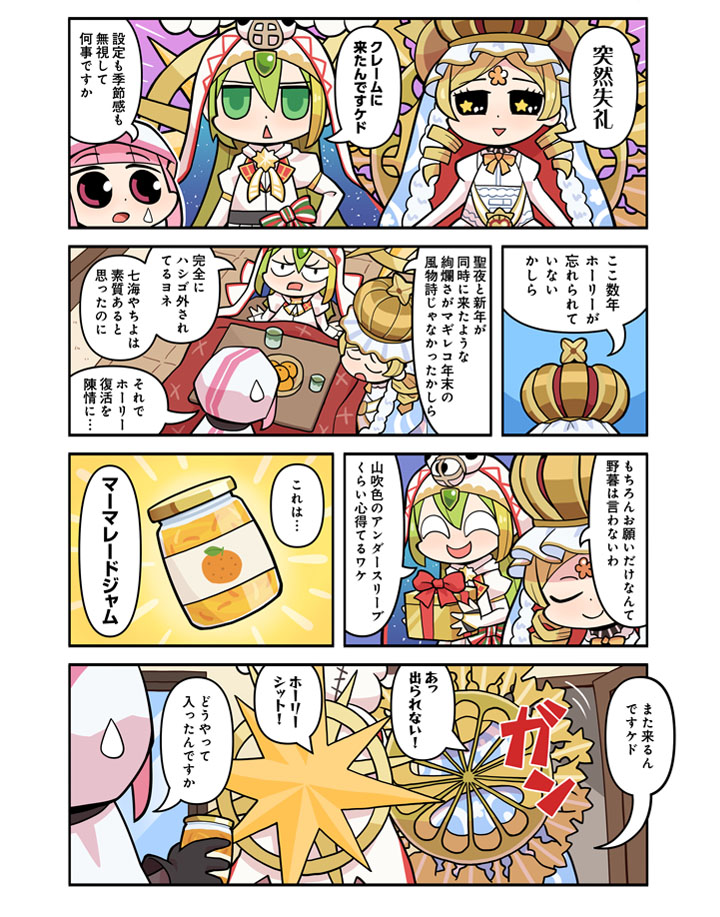 突然失礼
クレームに
来たんですケド
設定も季節感も
無視して
何事ですか
ここ数年
ホーリーが
忘れられて
いない
かしら
聖夜と新年が
同時に来たような
絢爛さがマギレコ年末の
風物詩じゃなかったかしら
完全に
ハシゴ外され
てるヨネ
七海やちよは
素質あると
思ったのに
それで
ホーリー
復活を
陳情に…
もちろんお願いだけなんて
野暮は言わないわ
山吹色のアンダースリーブ
くらい心得てるワケ
これは…
マーマレードジャム
また来るん
ですケド
ガン
あっ
出られない！
ホーリー
シット！
どうやって
入ったんですか